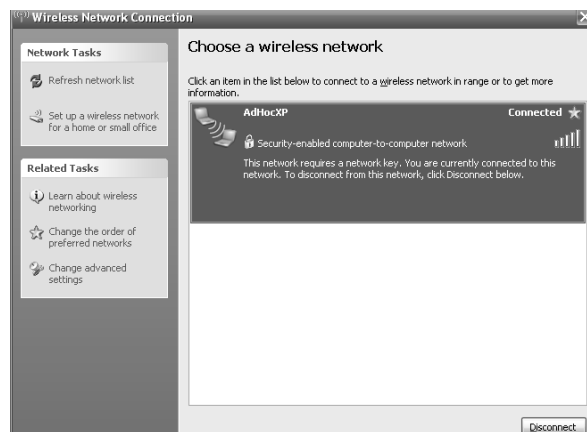 Wireless Network Connection
Network Tasks
Refresh network list
Set up a wireless network
for a home or small office
Related Tasks
Learn about wireless
networking
Change the order of
preferred networks
Change advanced
settings
Choose a wireless network
Click an item in the list below to connect to a wireless network in range or to get more
information.
AdHocXP
Connected
Security-enabled computer-to-computer network
This network requires a network key. You are currently connected to this
network. To disconnect from this network, click Disconnect below.
Disconnect